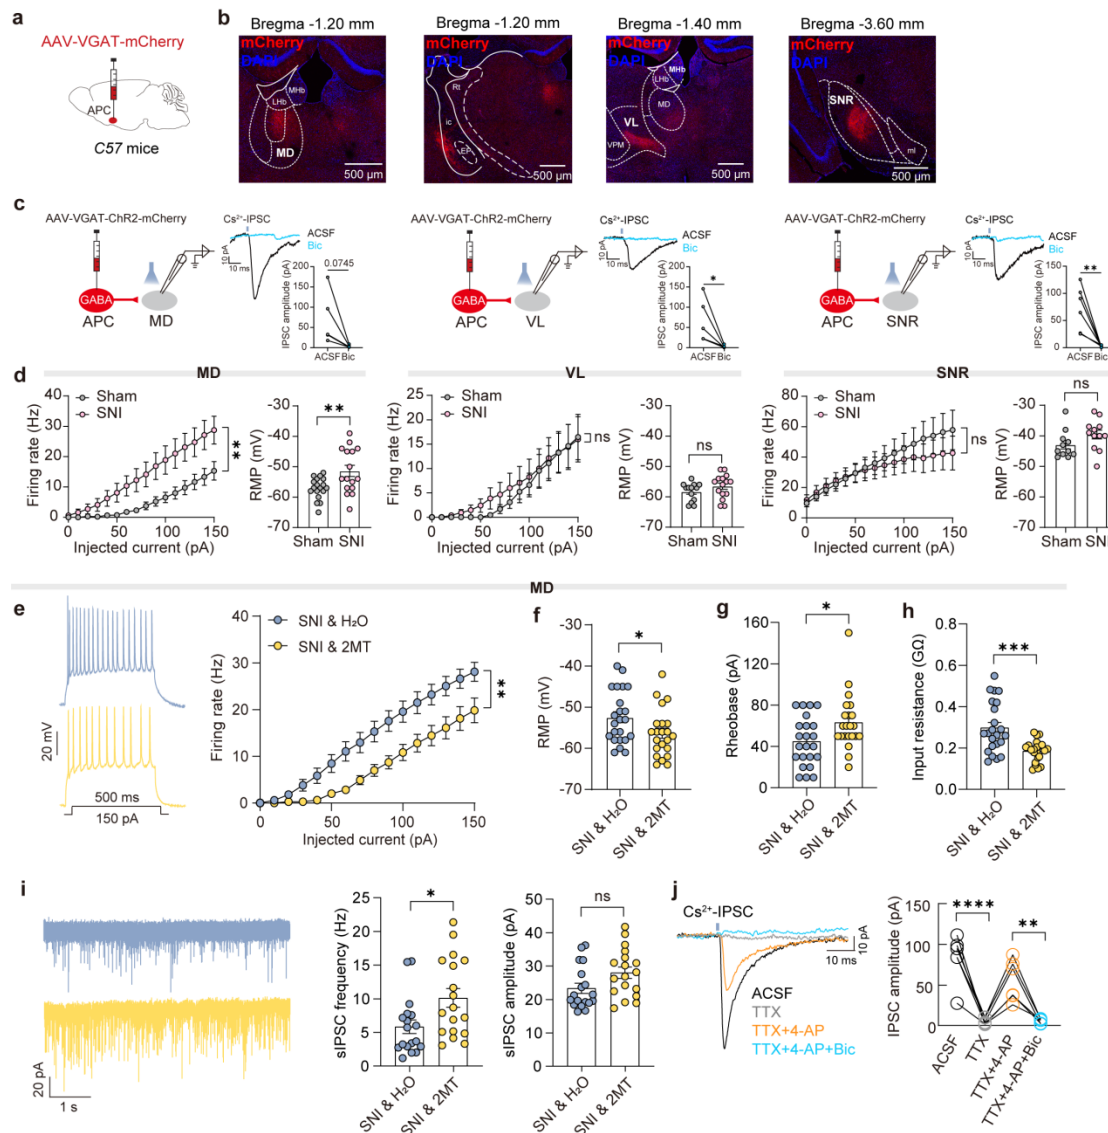 a
AAV-VGAT-mCherry
APC
C57 mice
b
Bregma -1.20 mm
mCherry
DAPI
MHb
LHb
MD
500 µm
Bregma -1.20 mm
mCherry
DAPI
Rt
ic
EP
500 µm
Bregma -1.40 mm
mCherry
DAPI
MHb
LHb
MD
VL
VPM
500 µm
Bregma -3.60 mm
mCherry
DAPI
SNR
ml
500 µm
c
AAV-VGAT-ChR2-mCherry
GABA
APC
MD
Cs²⁺-IPSC
ACSF
Bic
10 pA
10 ms
0.0745
IPSC amplitude (pA)
200
150
100
50
0
ACSF Bic
AAV-VGAT-ChR2-mCherry
GABA
APC
VL
Cs²⁺-IPSC
ACSF
Bic
10 pA
10 ms
*
IPSC amplitude (pA)
200
150
100
50
0
ACSF Bic
AAV-VGAT-ChR2-mCherry
GABA
APC
SNR
Cs²⁺-IPSC
ACSF
Bic
10 pA
10 ms
**
IPSC amplitude (pA)
150
100
50
0
ACSF Bic
d
MD
Sham
SNI
Firing rate (Hz)
40
30
20
10
0
50 100 150
Injected current (pA)
**
RMP (mV)
-30
-40
-50
-60
-70
**
Sham SNI
VL
Sham
SNI
Firing rate (Hz)
25
20
15
10
5
0
0 50 100 150
Injected current (pA)
ns
RMP (mV)
-30
-40
-50
-60
-70
ns
Sham SNI
SNR
Sham
SNI
Firing rate (Hz)
80
60
40
20
0
0 50 100 150
Injected current (pA)
ns
RMP (mV)
-30
-40
-50
-60
-70
ns
Sham SNI
MD
e
20 mV
500 ms
150 pA
SNI & H₂O
SNI & 2MT
Firing rate (Hz)
40
30
20
10
0
0 50 100 150
Injected current (pA)
**
f
RMP (mV)
-30
-40
-50
-60
-70
*
SNI & H₂O
SNI & 2MT
g
Rheobase (pA)
160
120
80
40
0
*
SNI & H₂O
SNI & 2MT
h
Input resistance (GΩ)
0.8
0.6
0.4
0.2
0.0
***
SNI & H₂O
SNI & 2MT
i
20 pA
1 s
sIPSC frequency (Hz)
25
20
15
10
5
0
*
SNI & H₂O
SNI & 2MT
sIPSC amplitude (pA)
50
40
30
20
10
0
ns
SNI & H₂O
SNI & 2MT
j
Cs²⁺-IPSC
10 pA
10 ms
ACSF
TTX
TTX+4-AP
TTX+4-AP+Bic
IPSC amplitude (pA)
150
100
50
0
****
**
ACSF
TTX
TTX+4-AP
TTX+4-AP+Bic